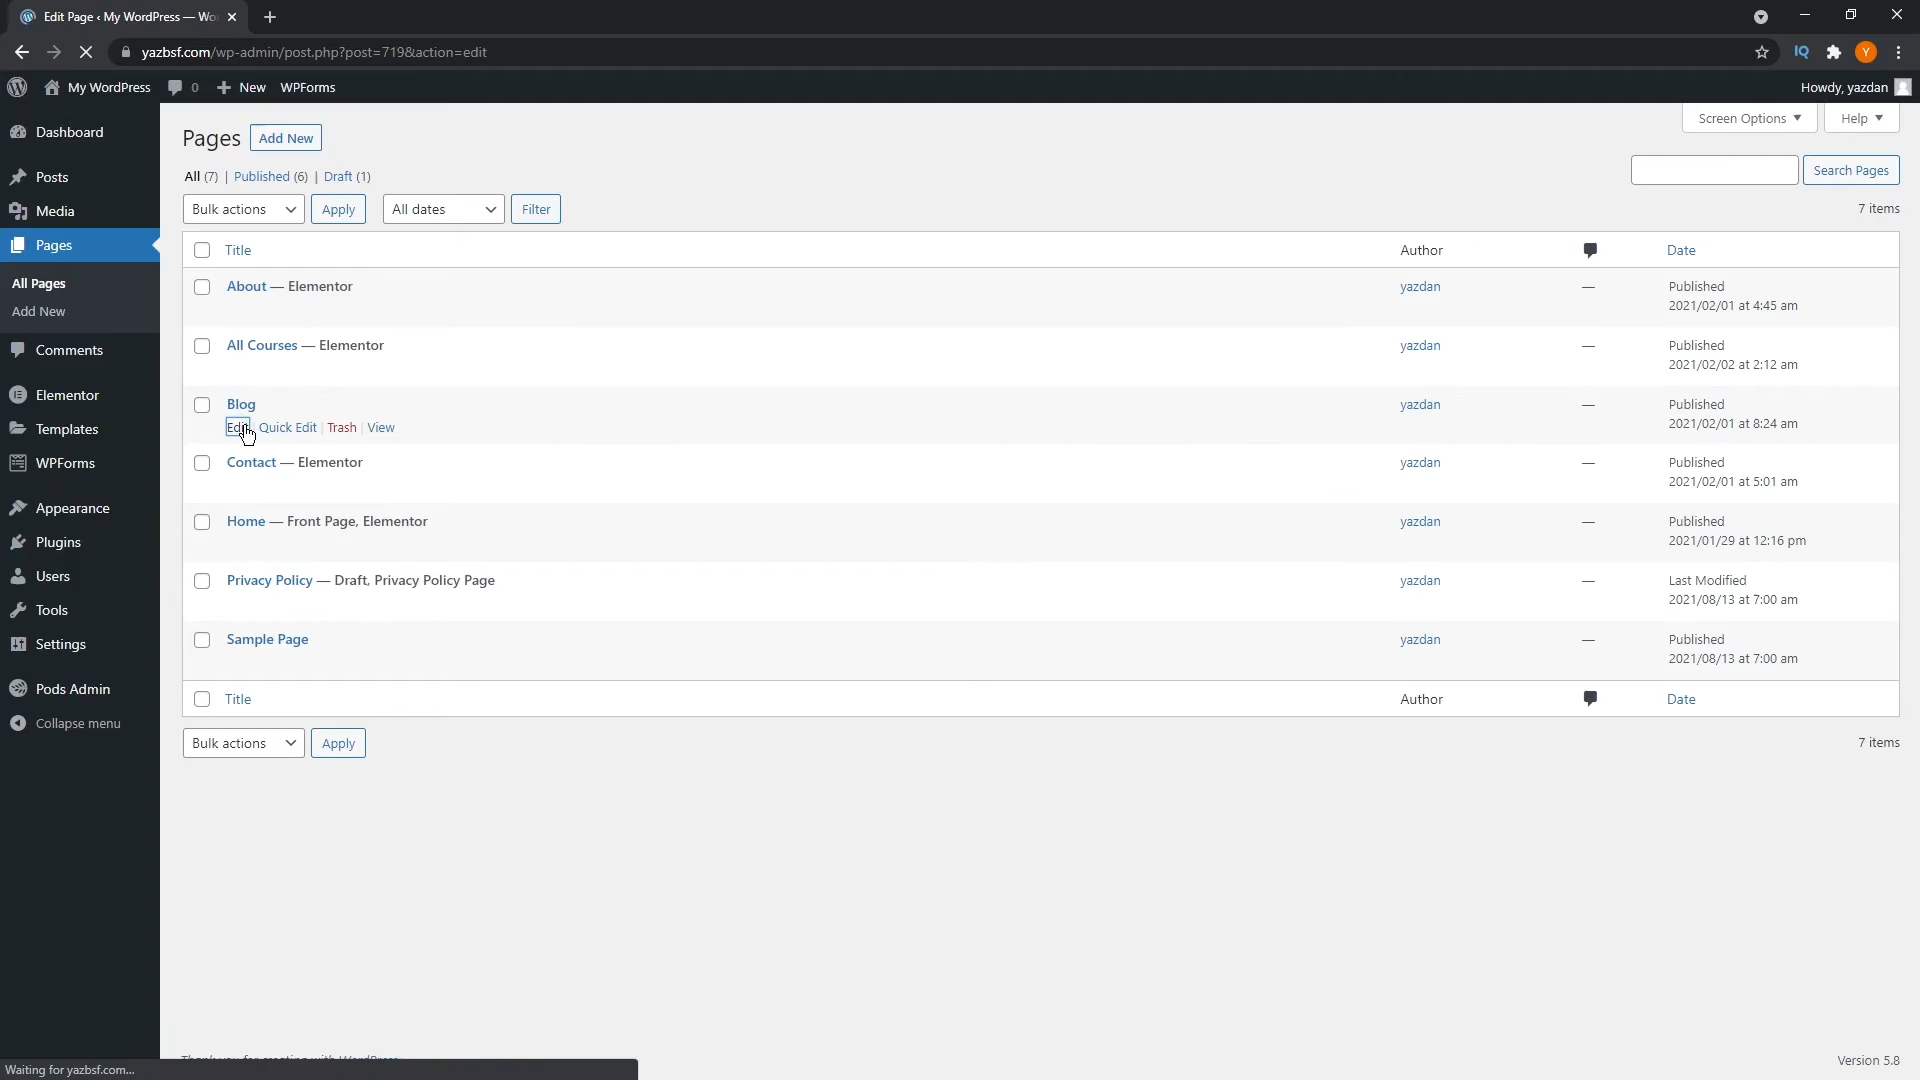 Edit Page ‹ My WordPress — Wo
yazbsf.com/wp-admin/post.php?post=719&action=edit
IQ
Y
My WordPress 0 New WPForms Howdy, yazdan
Screen Options Help
Dashboard
Posts
Media
Pages
All Pages
Add New
Comments
Elementor
Templates
WPForms
Appearance
Plugins
Users
Tools
Settings
Pods Admin
Collapse menu
Pages Add New
All (7) | Published (6) | Draft (1)
Search Pages
Bulk actions Apply All dates Filter 7 items
Title Author Date
About — Elementor yazdan — Published
2021/02/01 at 4:45 am
All Courses — Elementor yazdan — Published
2021/02/02 at 2:12 am
Blog yazdan — Published
Edit | Quick Edit | Trash | View 2021/02/01 at 8:24 am
Contact — Elementor yazdan — Published
2021/02/01 at 5:01 am
Home — Front Page, Elementor yazdan — Published
2021/01/29 at 12:16 pm
Privacy Policy — Draft, Privacy Policy Page yazdan — Last Modified
2021/08/13 at 7:00 am
Sample Page yazdan — Published
2021/08/13 at 7:00 am
Title Author Date
Bulk actions Apply 7 items
Thank you for creating with WordPress. Version 5.8
Waiting for yazbsf.com...